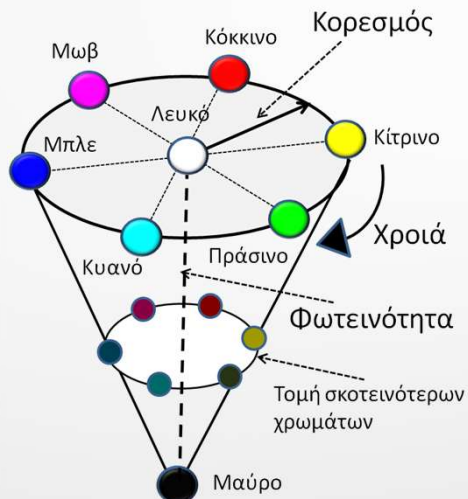 Κορεσμός
Μωβ
Κόκκινο
Λευκό
Μπλε
Κίτρινο
Χροιά
Κυανό
Πράσινο
Φωτεινότητα
Τομή σκοτεινότερων
χρωμάτων
Μαύρο